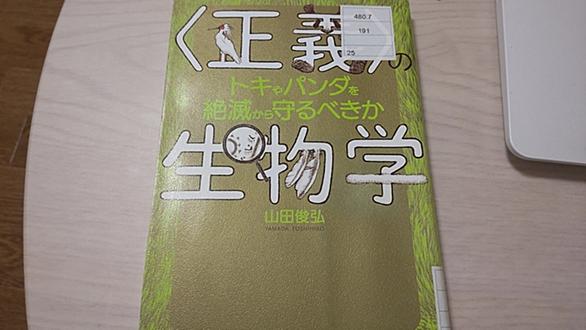 480.7
191
25
〈正義〉の
トキやパンダを
絶滅から守るべきか
生物学
山田俊弘
YAMADA TOSHIHIRO